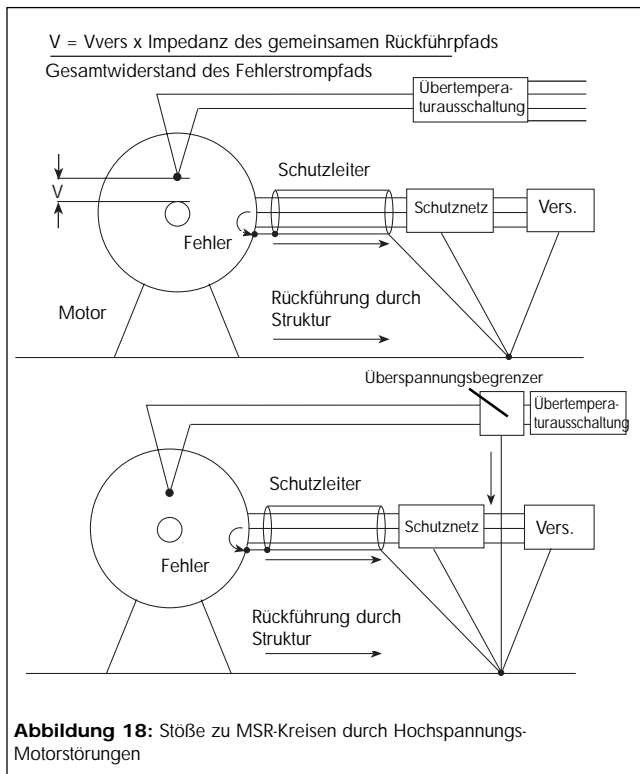 V = Vvers x Impedanz des gemeinsamen Rückführpfads
Gesamtwiderstand des Fehlerstrompfads
Übertempera-
turausschaltung
V
Schutzleiter
Schutznetz
Vers.
Fehler
Motor
Rückführung durch
Struktur
Überspannungsbegrenzer
Übertempera-
turausschaltung
Schutzleiter
Schutznetz
Vers.
Fehler
Rückführung durch
Struktur
Abbildung 18: Stöße zu MSR-Kreisen durch Hochspannungs-
Motorstörungen